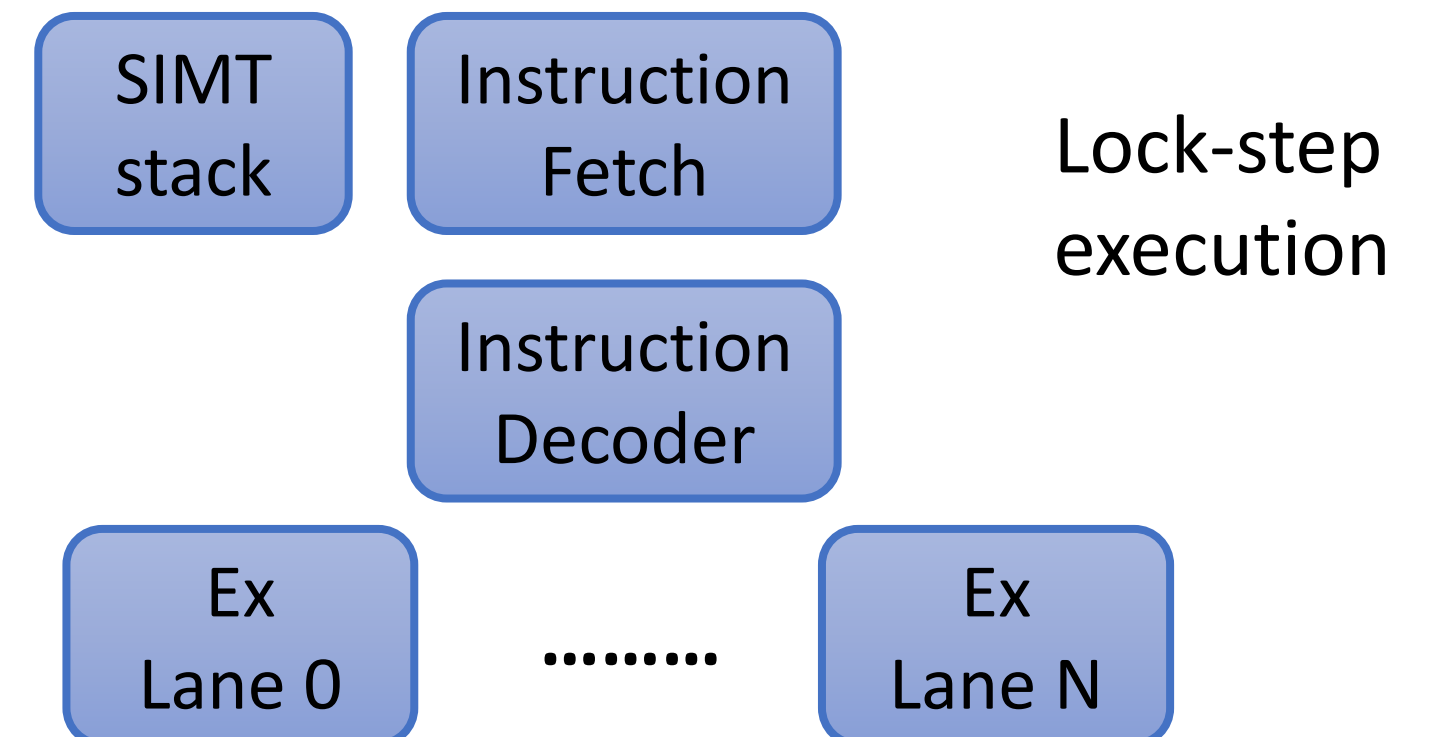 SIMT
stack
Instruction
Fetch
Lock-step
execution
Instruction
Decoder
Ex
Lane 0
.........
Ex
Lane N